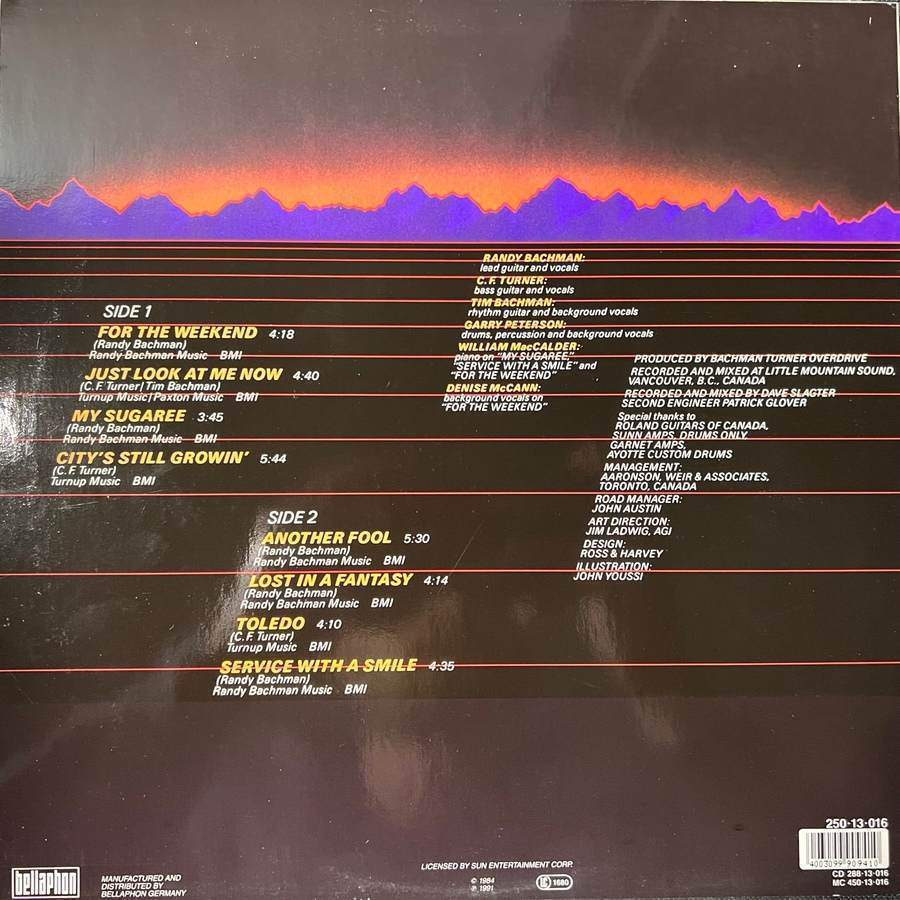 SIDE 1
FOR THE WEEKEND 4:18
(Randy Bachman)
Randy Bachman Music BMI
JUST LOOK AT ME NOW 4:40
(C.F. Turner/Tim Bachman)
Turnup Music/Paxton Music BMI
MY SUGAREE 3:45
(Randy Bachman)
Randy Bachman Music BMI
CITY'S STILL GROWIN' 5:44
(C.F. Turner)
Turnup Music BMI
SIDE 2
ANOTHER FOOL 5:30
(Randy Bachman)
Randy Bachman Music BMI
LOST IN A FANTASY 4:14
(Randy Bachman)
Randy Bachman Music BMI
TOLEDO 4:10
(C.F. Turner)
Turnup Music BMI
SERVICE WITH A SMILE 4:35
(Randy Bachman)
Randy Bachman Music BMI
RANDY BACHMAN:
lead guitar and vocals
C.F. TURNER:
bass guitar and vocals
TIM BACHMAN:
rhythm guitar and background vocals
GARRY PETERSON:
drums, percussion and background vocals
WILLIAM MacCALDER:
piano on "MY SUGAREE,"
"SERVICE WITH A SMILE" and
"FOR THE WEEKEND"
DENISE McCANN:
background vocals on
"FOR THE WEEKEND"
PRODUCED BY BACHMAN TURNER OVERDRIVE
RECORDED AND MIXED AT LITTLE MOUNTAIN SOUND,
VANCOUVER, B.C., CANADA
RECORDED AND MIXED BY DAVE SLAGTER
SECOND ENGINEER PATRICK GLOVER
Special thanks to
ROLAND GUITARS OF CANADA,
SUNN AMPS, DRUMS ONLY,
GARNET AMPS,
AYOTTE CUSTOM DRUMS
MANAGEMENT:
AARONSON, WEIR & ASSOCIATES,
TORONTO, CANADA
ROAD MANAGER:
JOHN AUSTIN
ART DIRECTION:
JIM LADWIG, AGI
DESIGN:
ROSS & HARVEY
ILLUSTRATION:
JOHN YOUSSI
250·13·016
4003099 909410
CD 288·13·016
MC 450·13·016
bellaphon
MANUFACTURED AND
DISTRIBUTED BY
BELLAPHON GERMANY
LICENSED BY SUN ENTERTAINMENT CORP.
© 1984
℗ 1991
LC 1680